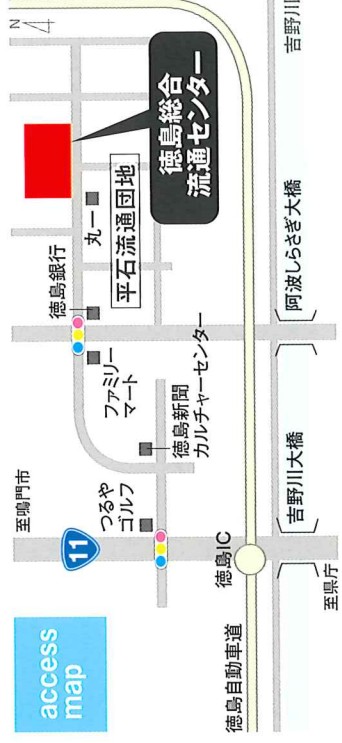 access
map
至鳴門市
11
つるや
ゴルフ
徳島新聞
カルチャーセンター
ファミリー
マート
徳島銀行
丸一
平石流通団地
徳島総合
流通センター
N
徳島自動車道
徳島IC
至県庁
吉野川大橋
阿波しらさぎ大橋
吉野川